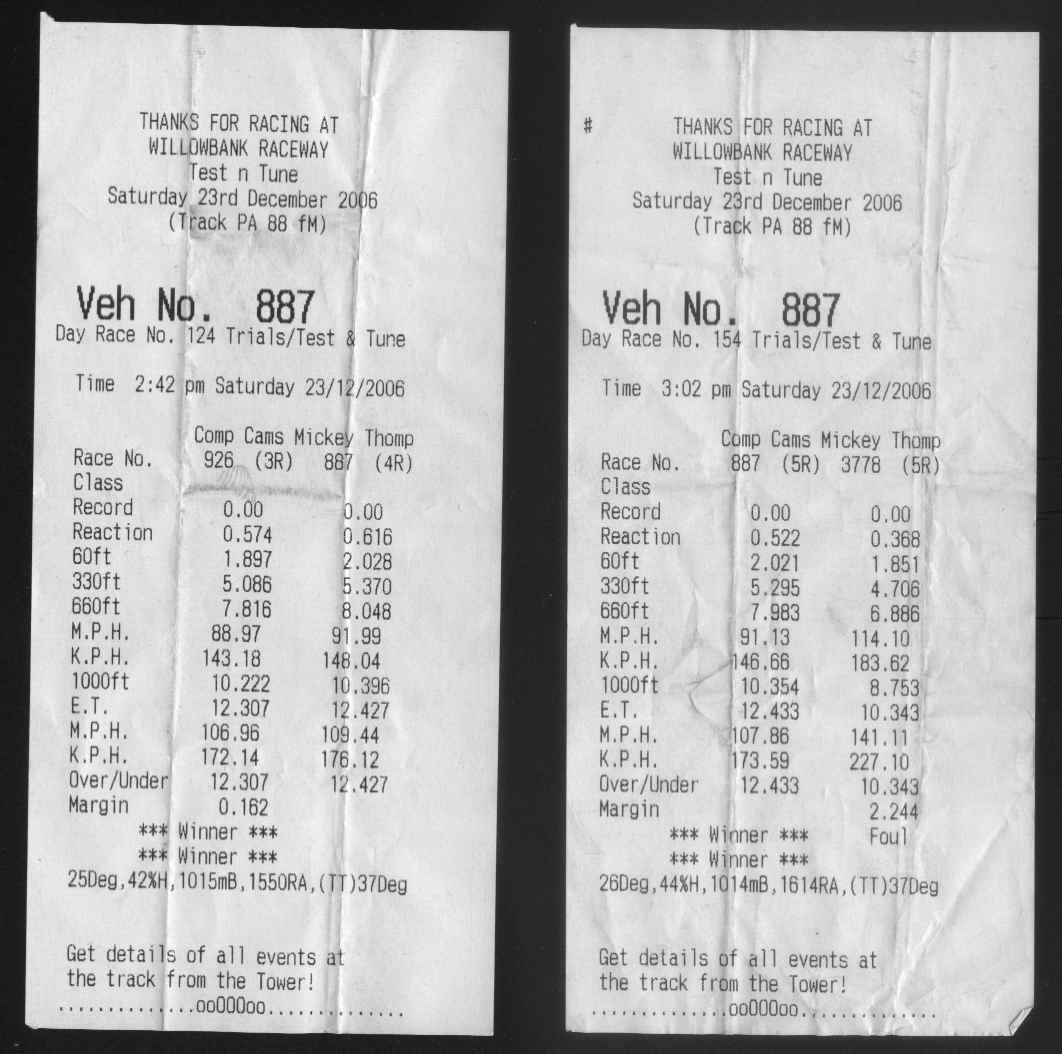 THANKS FOR RACING AT
WILLOWBANK RACEWAY
Test n Tune
Saturday 23rd December 2006
(Track PA 88 fM)
Veh No. 887
Day Race No. 124 Trials/Test & Tune
Time 2:42 pm Saturday 23/12/2006
Comp Cams Mickey Thomp
Race No. 926 (3R) 887 (4R)
Class
Record 0.00 0.00
Reaction 0.574 0.616
60ft 1.897 2.028
330ft 5.086 5.370
660ft 7.816 8.048
M.P.H. 88.97 91.99
K.P.H. 143.18 148.04
1000ft 10.222 10.396
E.T. 12.307 12.427
M.P.H. 106.96 109.44
K.P.H. 172.14 176.12
Over/Under 12.307 12.427
Margin 0.162
*** Winner ***
*** Winner ***
25Deg,42%H,1015mB,1550RA,(TT)37Deg
Get details of all events at
the track from the Tower!
..............oo000oo..............
# THANKS FOR RACING AT
WILLOWBANK RACEWAY
Test n Tune
Saturday 23rd December 2006
(Track PA 88 fM)
Veh No. 887
Day Race No. 154 Trials/Test & Tune
Time 3:02 pm Saturday 23/12/2006
Comp Cams Mickey Thomp
Race No. 887 (5R) 3778 (5R)
Class
Record 0.00 0.00
Reaction 0.522 0.368
60ft 2.021 1.851
330ft 5.295 4.706
660ft 7.983 6.886
M.P.H. 91.13 114.10
K.P.H. 146.66 183.62
1000ft 10.354 8.753
E.T. 12.433 10.343
M.P.H. 107.86 141.11
K.P.H. 173.59 227.10
Over/Under 12.433 10.343
Margin 2.244
*** Winner *** Foul
*** Winner ***
26Deg,44%H,1014mB,1614RA,(TT)37Deg
Get details of all events at
the track from the Tower!
..............oo000oo..............